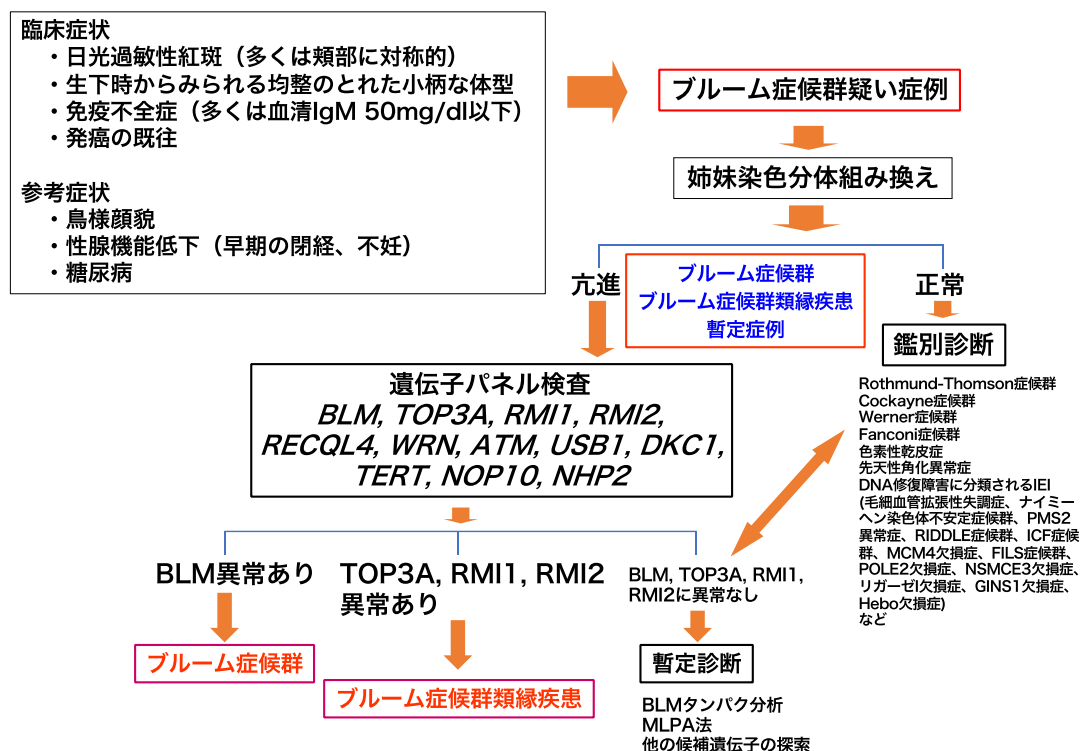 臨床症状
・日光過敏性紅斑（多くは頬部に対称的）
・生下時からみられる均整のとれた小柄な体型
・免疫不全症（多くは血清IgM 50mg/dl以下）
・発癌の既往
参考症状
・鳥様顔貌
・性腺機能低下（早期の閉経、不妊）
・糖尿病
ブルーム症候群疑い症例
姉妹染色分体組み換え
亢進
ブルーム症候群
ブルーム症候群類縁疾患
暫定症例
正常
鑑別診断
Rothmund-Thomson症候群
Cockayne症候群
Werner症候群
Fanconi症候群
色素性乾皮症
先天性角化異常症
DNA修復障害に分類されるIEI
(毛細血管拡張性失調症、ナイミー
ヘン染色体不安定症候群、PMS2
異常症、RIDDLE症候群、ICF症候
群、MCM4欠損症、FILS症候群、
POLE2欠損症、NSMCE3欠損症、
リガーゼI欠損症、GINS1欠損症、
Hebo欠損症)
など
遺伝子パネル検査
BLM, TOP3A, RMI1, RMI2,
RECQL4, WRN, ATM, USB1, DKC1,
TERT, NOP10, NHP2
BLM異常あり
TOP3A, RMI1, RMI2
異常あり
BLM, TOP3A, RMI1,
RMI2に異常なし
ブルーム症候群
ブルーム症候群類縁疾患
暫定診断
BLMタンパク分析
MLPA法
他の候補遺伝子の探索